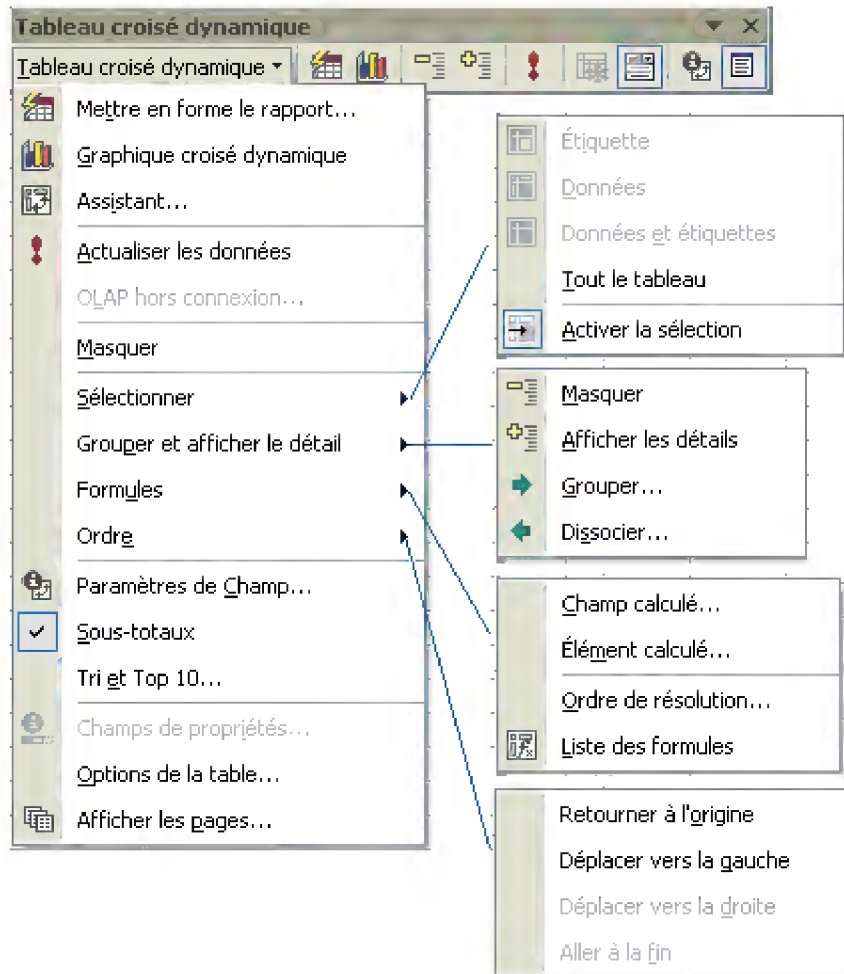 Tableau croisé dynamique
Tableau croisé dynamique
Mettre en forme le rapport...
Graphique croisé dynamique
Assistant...
Actualiser les données
OLAP hors connexion...
Masquer
Sélectionner
Grouper et afficher le détail
Formules
Ordre
Paramètres de Champ...
Sous-totaux
Tri et Top 10...
Champs de propriétés...
Options de la table...
Afficher les pages...
Étiquette
Données
Données et étiquettes
Tout le tableau
Activer la sélection
Masquer
Afficher les détails
Grouper...
Dissocier...
Champ calculé...
Élément calculé...
Ordre de résolution...
Liste des formules
Retourner à l'origine
Déplacer vers la gauche
Déplacer vers la droite
Aller à la fin